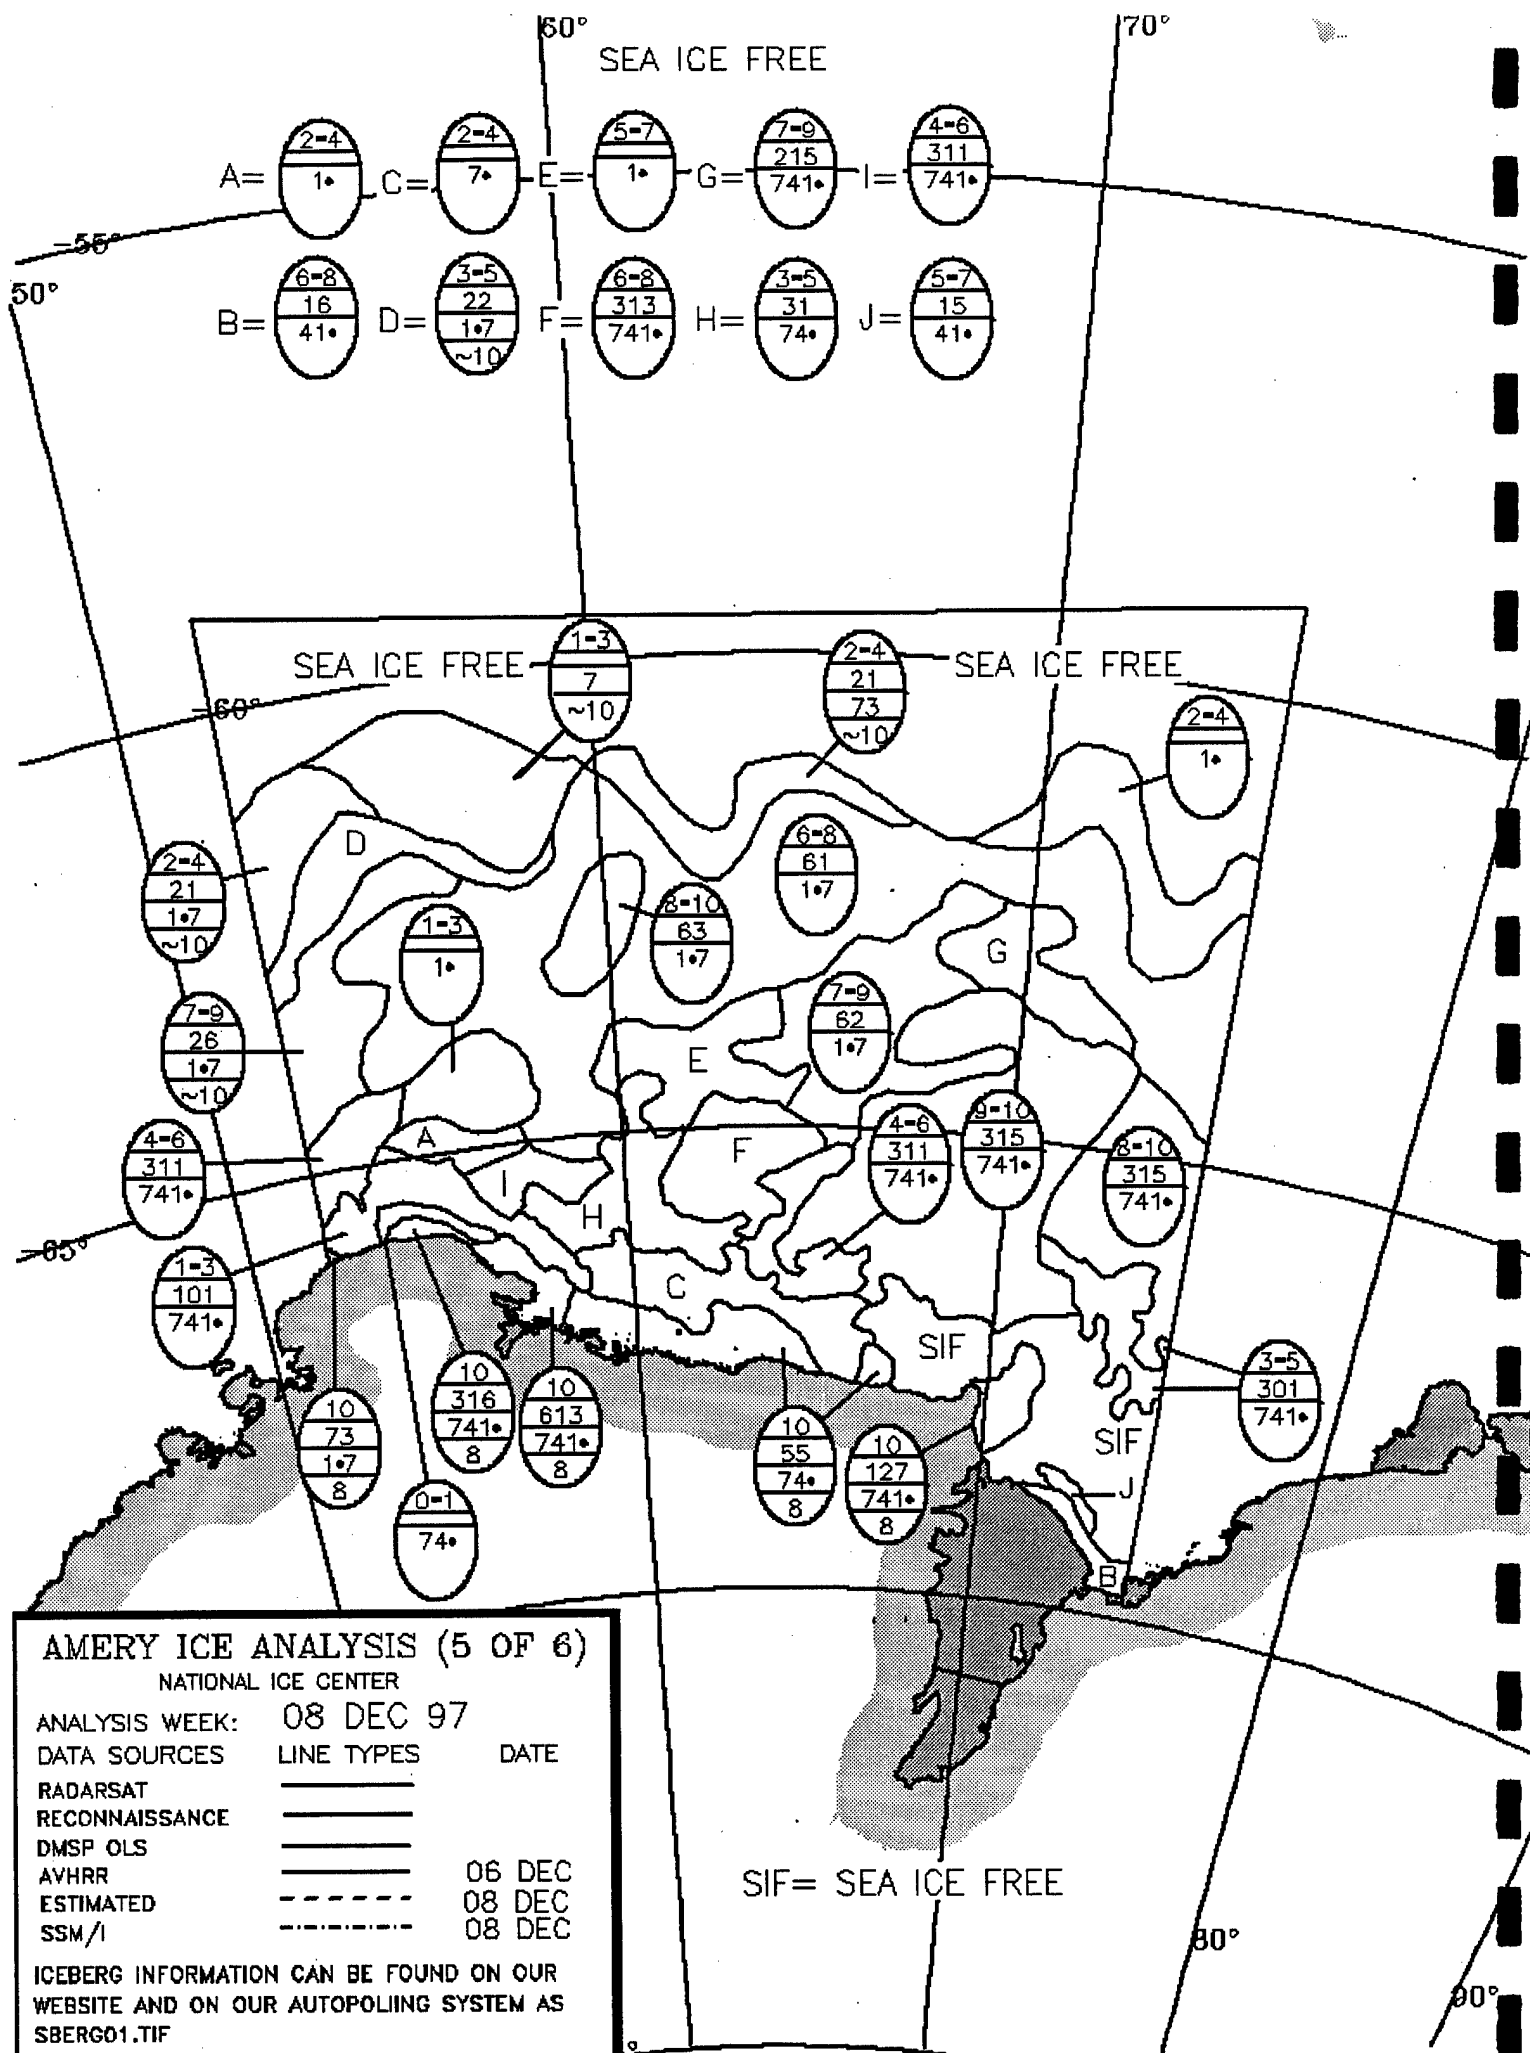 60°
70°
SEA ICE FREE
A=
2-4
1•
C=
2-4
7•
E=
5-7
1•
G=
7-9
215
741•
I=
4-6
311
741•
-55°
50°
B=
6-8
16
41•
D=
3-5
22
1•7
~10
F=
6-8
313
741•
H=
3-5
31
74•
J=
5-7
15
41•
SEA ICE FREE
1-3
7
~10
2-4
21
73
~10
SEA ICE FREE
-60°
2-4
1•
D
2-4
21
1•7
~10
6-8
61
1•7
8-10
63
1•7
1-3
1•
G
7-9
26
1•7
~10
7-9
62
1•7
E
4-6
311
741•
A
F
4-6
311
741•
9-10
315
741•
8-10
315
741•
I
H
-65°
1-3
101
741•
C
SIF
3-5
301
741•
10
73
1•7
8
10
316
741•
8
10
613
741•
8
10
55
74•
8
10
127
741•
8
SIF
J
0-1
74•
B
AMERY ICE ANALYSIS (5 OF 6)
NATIONAL ICE CENTER
ANALYSIS WEEK: 08 DEC 97
DATA SOURCES LINE TYPES DATE
RADARSAT
RECONNAISSANCE
DMSP OLS
AVHRR 06 DEC
ESTIMATED 08 DEC
SSM/I 08 DEC
ICEBERG INFORMATION CAN BE FOUND ON OUR
WEBSITE AND ON OUR AUTOPOLIING SYSTEM AS
SBERG01.TIF
SIF= SEA ICE FREE
80°
90°